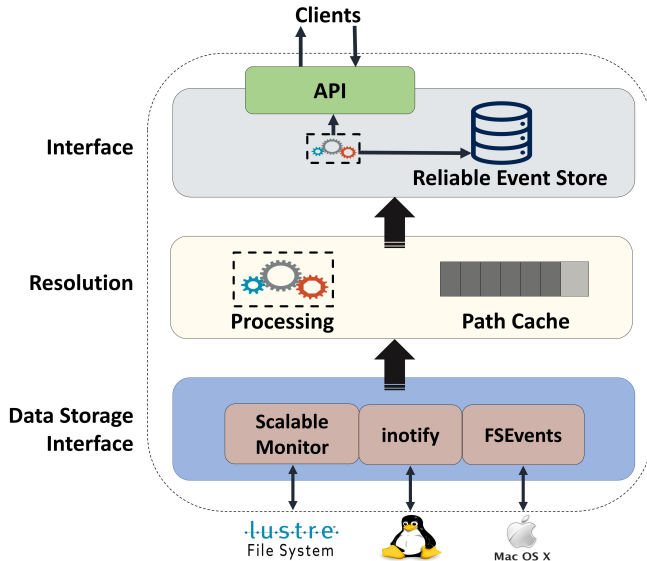 Clients
API
Interface
Reliable Event Store
Resolution
Processing
Path Cache
Data Storage
Interface
Scalable
Monitor
inotify
FSEvents
·l·u·s·t·r·e·
File System
Mac OS X